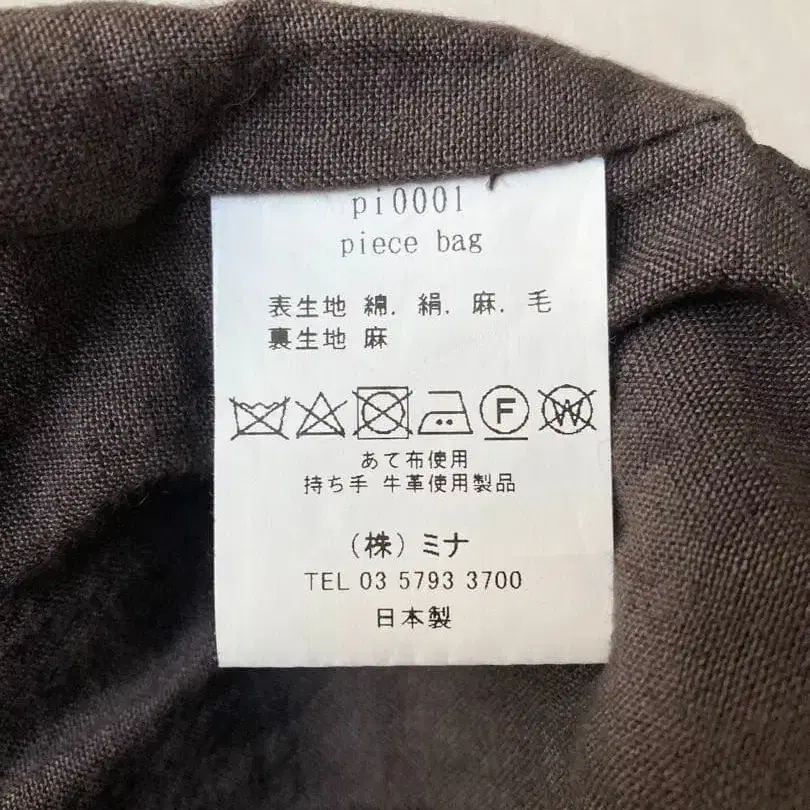 pi0001
piece bag
表生地 綿. 絹. 麻. 毛
裏生地 麻
F W
あて布使用
持ち手 牛革使用製品
(株) ミナ
TEL 03 5793 3700
日本製